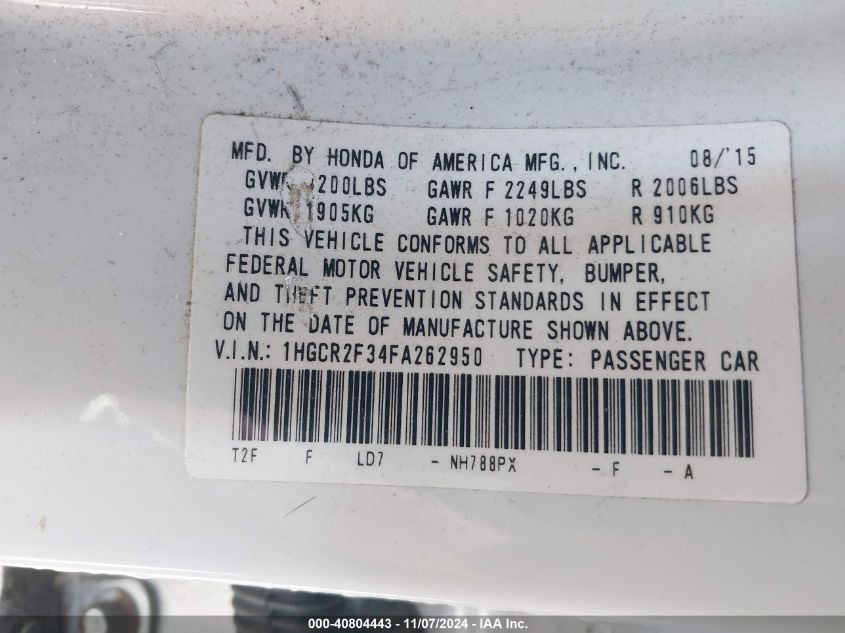 MFD. BY HONDA OF AMERICA MFG., INC. 08/'15
200LBS GAWR F 2249LBS R 2006LBS
1905KG GAWR F 1020KG R 910KG
THIS VEHICLE CONFORMS TO ALL APPLICABLE
FEDERAL MOTOR VEHICLE SAFETY, BUMPER,
AND THEFT PREVENTION STANDARDS IN EFFECT
ON THE DATE OF MANUFACTURE SHOWN ABOVE.
V.I.N.: 1HGCR2F34FA262950 TYPE: PASSENGER CAR
T2F F LD7 - NH788PX - F - A
000-40804443 - 11/07/2024 - IAA Inc.